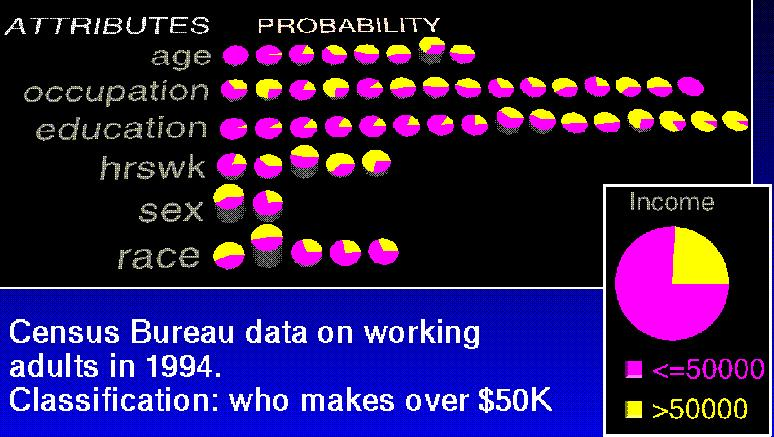 ATTRIBUTES PROBABILITY
age
occupation
education
hrswk
sex
race
Income
<=50000
>50000
Census Bureau data on working
adults in 1994.
Classification: who makes over $50K